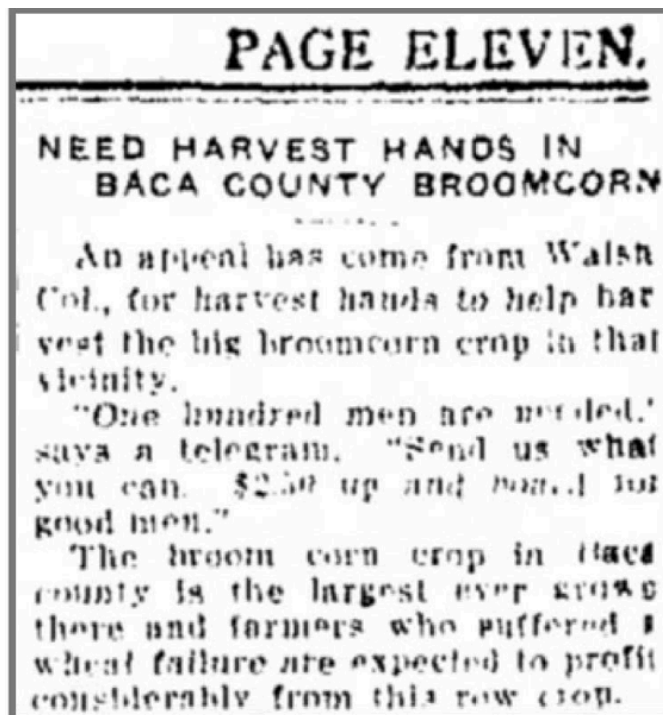 PAGE ELEVEN.
NEED HARVEST HANDS IN
BACA COUNTY BROOMCORN
An appeal has come from Walsh
Col., for harvest hands to help har
vest the big broomcorn crop in that
vicinity.
"One hundred men are needed,'
says a telegram. "Send us what
you can. $2.50 up and board for
good men."
The broom corn crop in Baca
county is the largest ever grown
there and farmers who suffered a
wheat failure are expected to profit
considerably from this row crop.